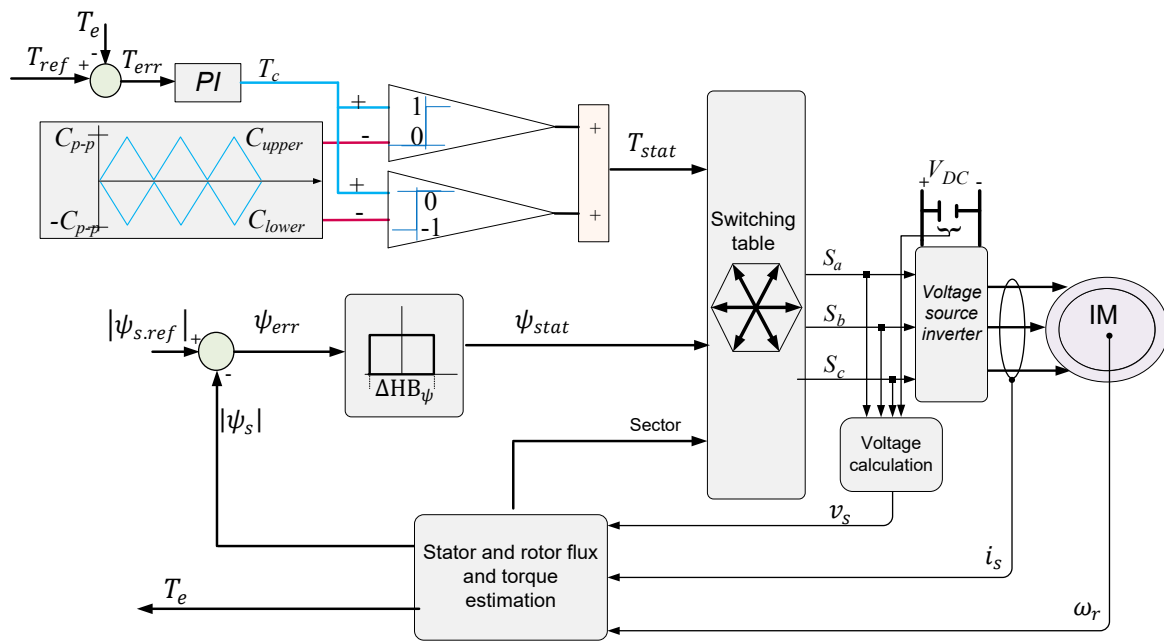 T_e
-
T_ref
+
T_err
PI
T_c
C_p-p
-C_p-p
C_upper
C_lower
+
-
1
0
+
-
0
-1
+
+
T_stat
Switching
table
|ψ_s.ref|
+
-
ψ_err
ΔHB_ψ
ψ_stat
|ψ_s|
Sector
S_a
S_b
S_c
+
V_DC
-
Voltage
source
inverter
IM
Voltage
calculation
v_s
i_s
ω_r
Stator and rotor flux
and torque
estimation
T_e